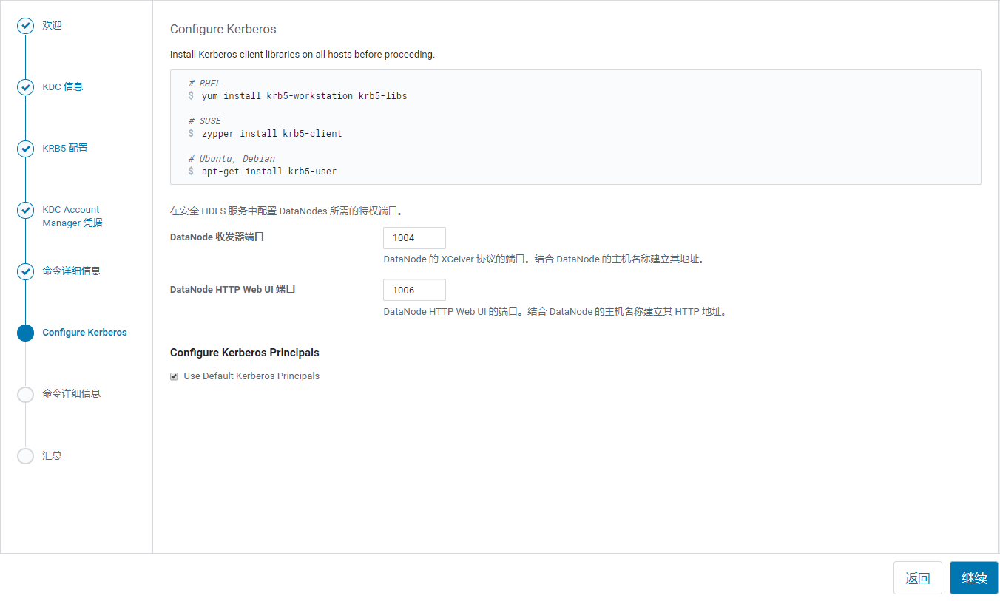 欢迎
KDC 信息
KRB5 配置
KDC Account
Manager 凭据
命令详细信息
Configure Kerberos
命令详细信息
汇总
Configure Kerberos
Install Kerberos client libraries on all hosts before proceeding.
# RHEL
$ yum install krb5-workstation krb5-libs
# SUSE
$ zypper install krb5-client
# Ubuntu, Debian
$ apt-get install krb5-user
在安全 HDFS 服务中配置 DataNodes 所需的特权端口。
DataNode 收发器端口
1004
DataNode 的 XCeiver 协议的端口。结合 DataNode 的主机名称建立其地址。
DataNode HTTP Web UI 端口
1006
DataNode HTTP Web UI 的端口。结合 DataNode 的主机名称建立其 HTTP 地址。
Configure Kerberos Principals
Use Default Kerberos Principals
返回
继续